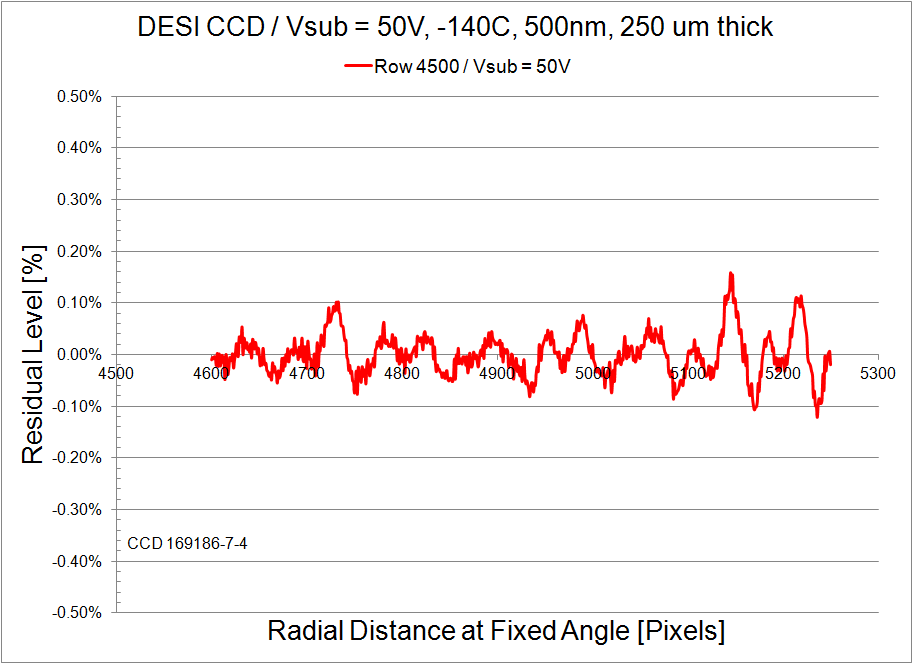 DESI CCD / Vsub = 50V, -140C, 500nm, 250 um thick
Row 4500 / Vsub = 50V
0.50%
0.40%
0.30%
0.20%
0.10%
0.00%
4500 4600 4700 4800 4900 5000 5100 5200 5300
-0.10%
-0.20%
-0.30%
-0.40%
-0.50%
Residual Level [%]
CCD 169186-7-4
Radial Distance at Fixed Angle [Pixels]